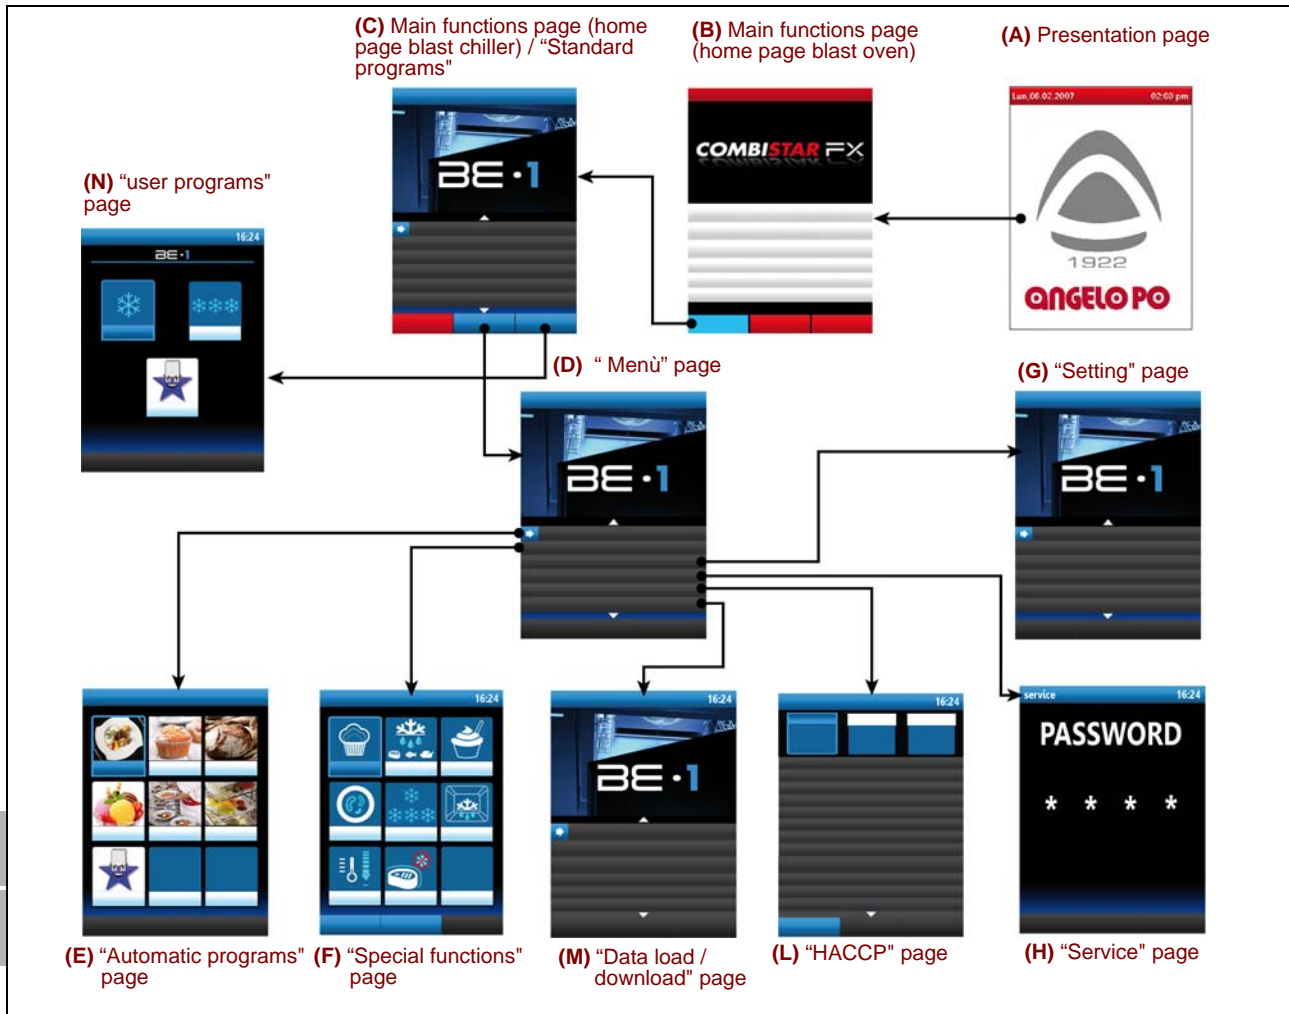 (C) Main functions page (home
page blast chiller) / “Standard
programs"
(B) Main functions page
(home page blast oven)
(A) Presentation page
Lun,06.02.2007 02:60 pm
COMBISTAR FX
BE·1
1922
ANGELO PO
(N) “user programs"
page
16:24
BE·1
(D) “ Menù” page
BE·1
(G) “Setting" page
BE·1
(E) “Automatic programs"
page
16:24
(F) “Special functions"
page
16:24
BE·1
(M) “Data load /
download" page
16:24
(L) “HACCP" page
service 16:24
PASSWORD
* * * *
(H) “Service" page